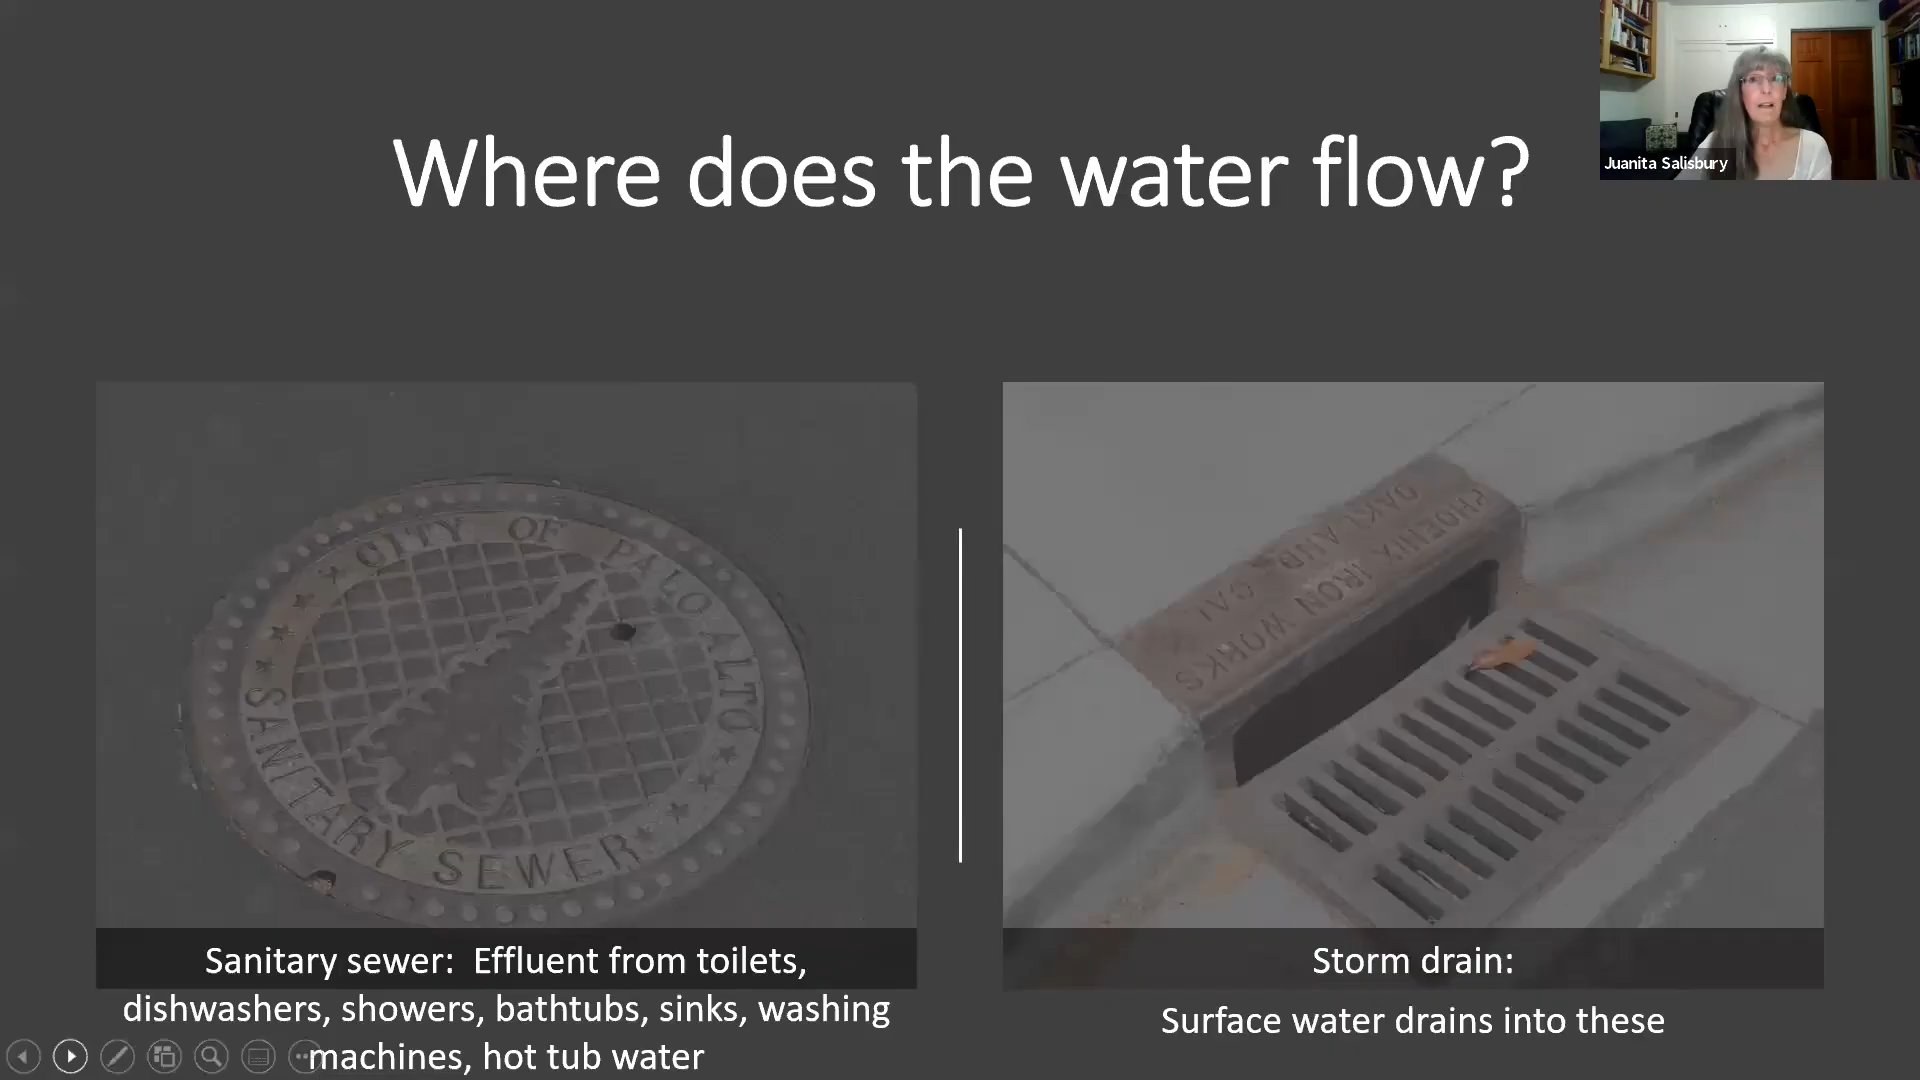 Where does the water flow?
Juanita Salisbury
CITY OF PALO ALTO
SANITARY SEWER
PHOENIX IRON WORKS
OAKLAND CAL
Sanitary sewer: Effluent from toilets,
dishwashers, showers, bathtubs, sinks, washing
machines, hot tub water
Storm drain:
Surface water drains into these